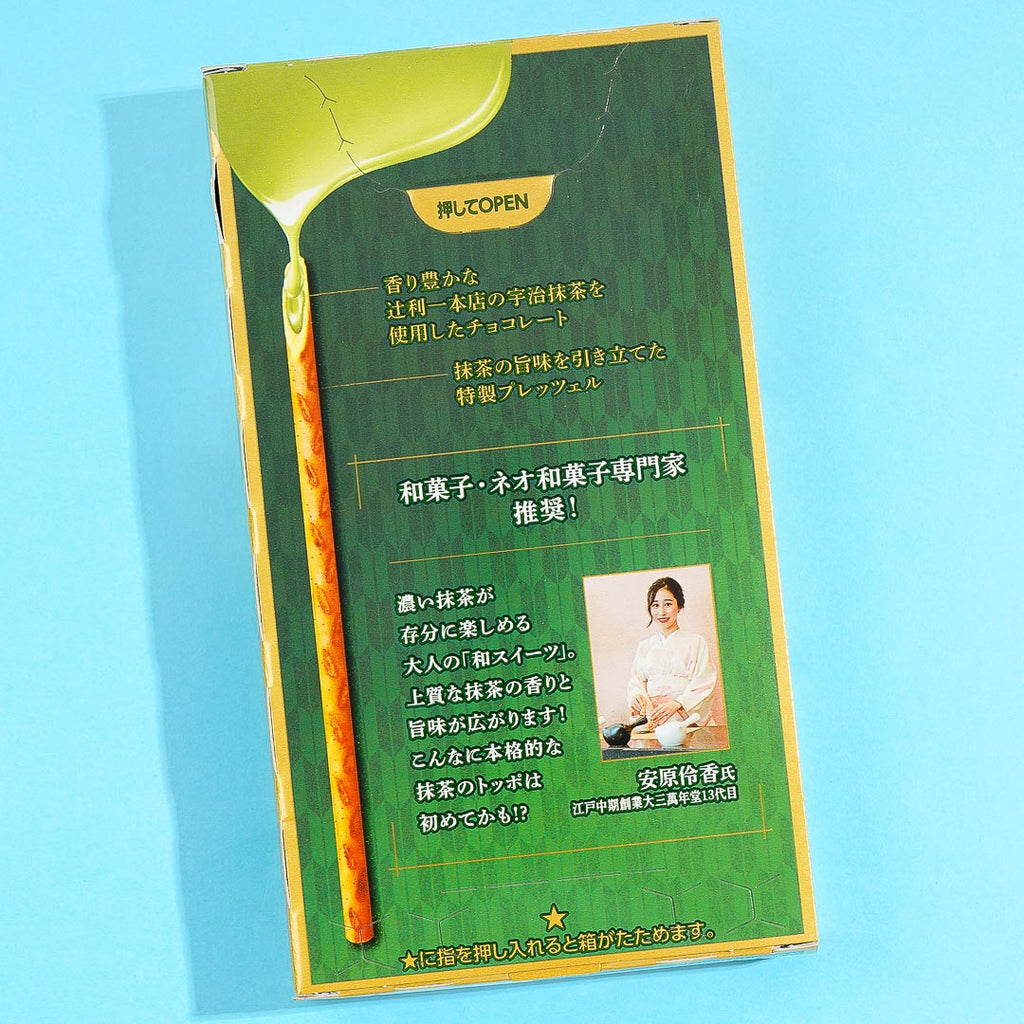 押してOPEN
香り豊かな
辻利一本店の宇治抹茶を
使用したチョコレート
抹茶の旨味を引き立てた
特製プレッツェル
和菓子・ネオ和菓子専門家
推奨!
濃い抹茶が
存分に楽しめる
大人の「和スイーツ」。
上質な抹茶の香りと
旨味が広がります!
こんなに本格的な
抹茶のトッポは
初めてかも!?
安原伶香氏
江戸中期創業大三萬年堂13代目
★
★に指を押し入れると箱がたためます。